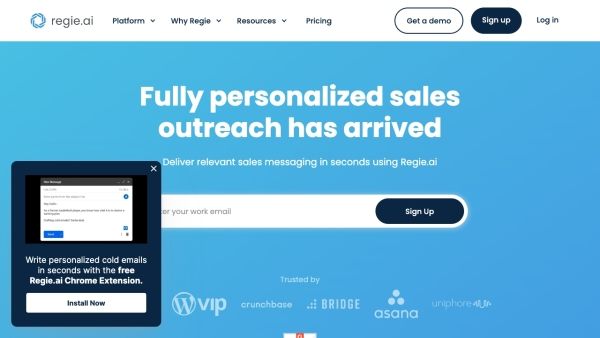 regie.ai
Platform
Why Regie
Resources
Pricing
Get a demo
Sign up
Log in
Fully personalized sales
outreach has arrived
Deliver relevant sales messaging in seconds using Regie.ai
ter your work email
Sign Up
Write personalized cold emails
in seconds with the free
Regie.ai Chrome Extension.
Install Now
Trusted by
vip
crunchbase
BRIDGE
asana
uniphore